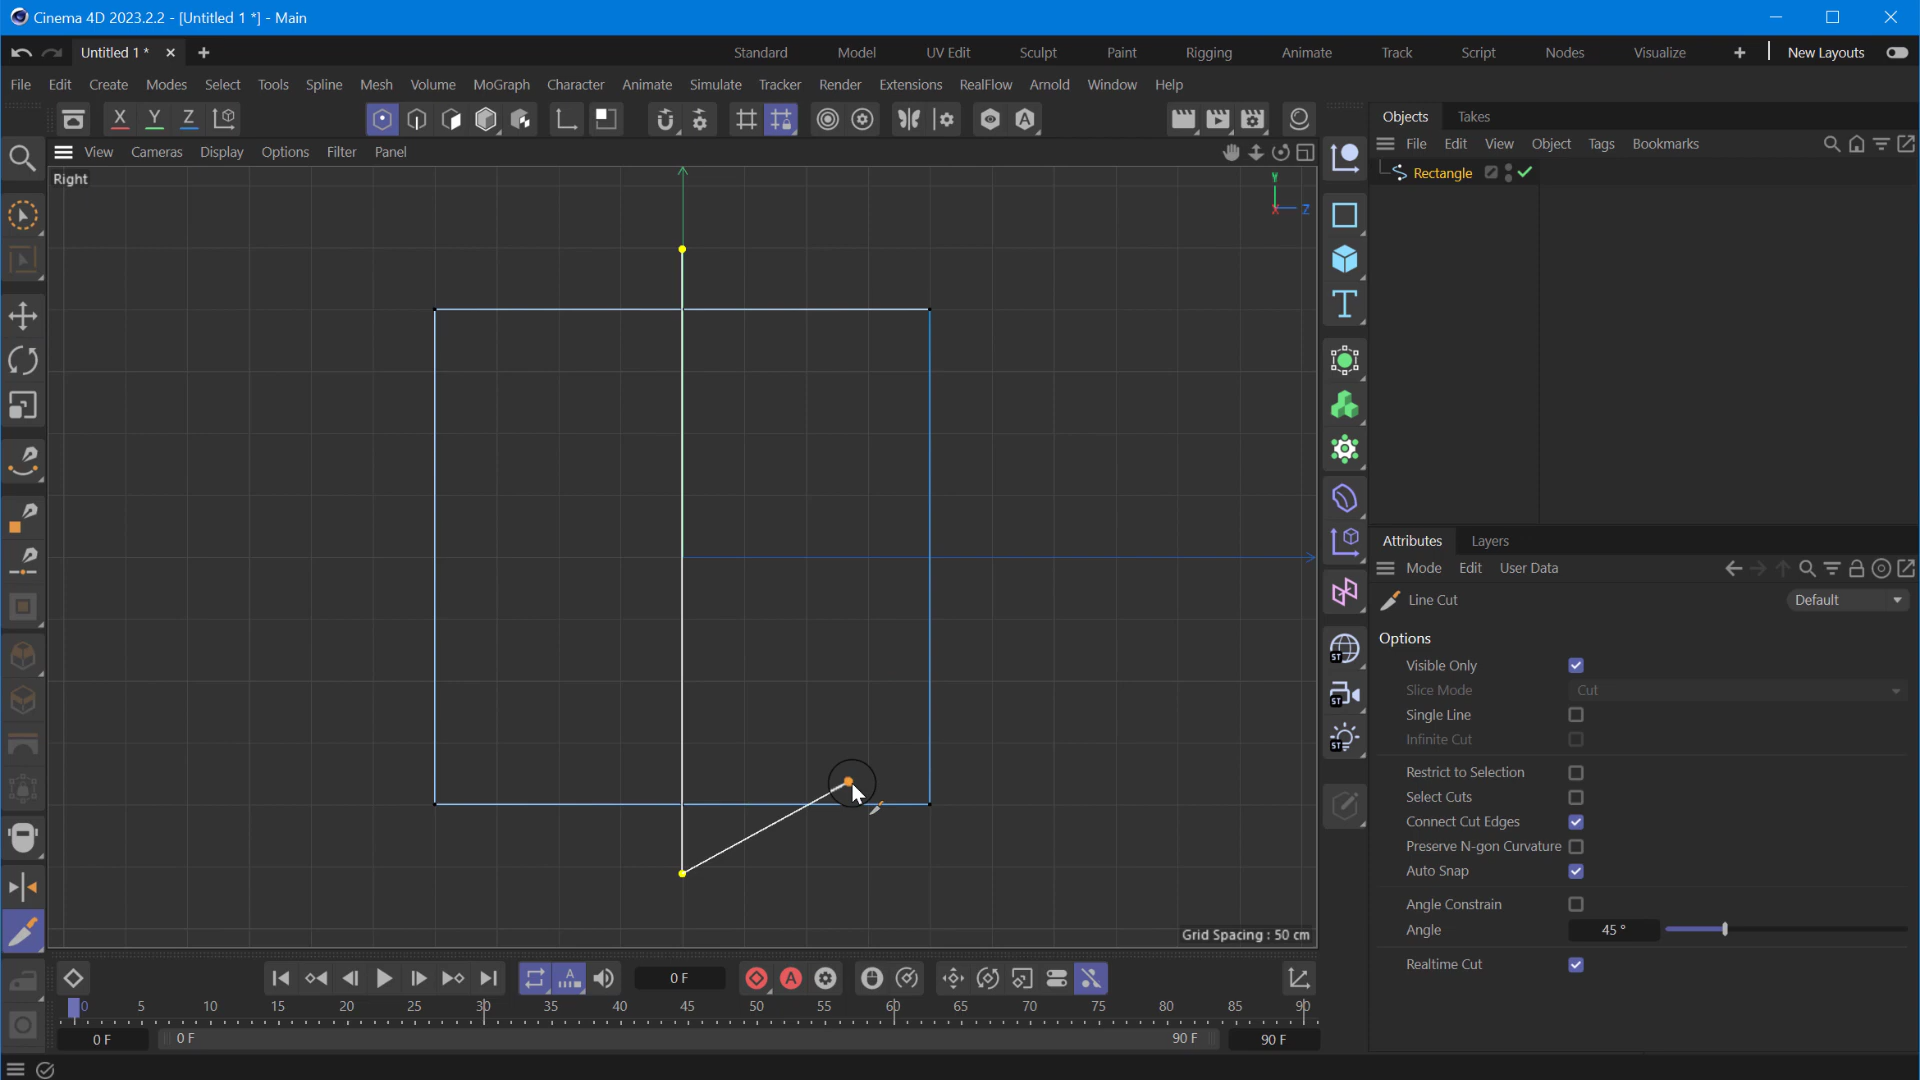 Cinema 4D 2023.2.2 - [Untitled 1 *] - Main
Untitled 1 *
Standard Model UV Edit Sculpt Paint Rigging Animate Track Script Nodes Visualize New Layouts
File Edit Create Modes Select Tools Spline Mesh Volume MoGraph Character Animate Simulate Tracker Render Extensions RealFlow Arnold Window Help
X Y Z
A
Objects Takes
View Cameras Display Options Filter Panel
File Edit View Object Tags Bookmarks
Right
Y
X Z
Rectangle
T
ST
ST
ST
Grid Spacing : 50 cm
Attributes Layers
Mode Edit User Data
Line Cut Default
Options
Visible Only
Slice Mode Cut
Single Line
Infinite Cut
Restrict to Selection
Select Cuts
Connect Cut Edges
Preserve N-gon Curvature
Auto Snap
Angle Constrain
Angle 45 °
Realtime Cut
A 0 F A
0 5 10 15 20 25 30 35 40 45 50 55 60 65 70 75 80 85 90
0 F 0 F 90 F 90 F